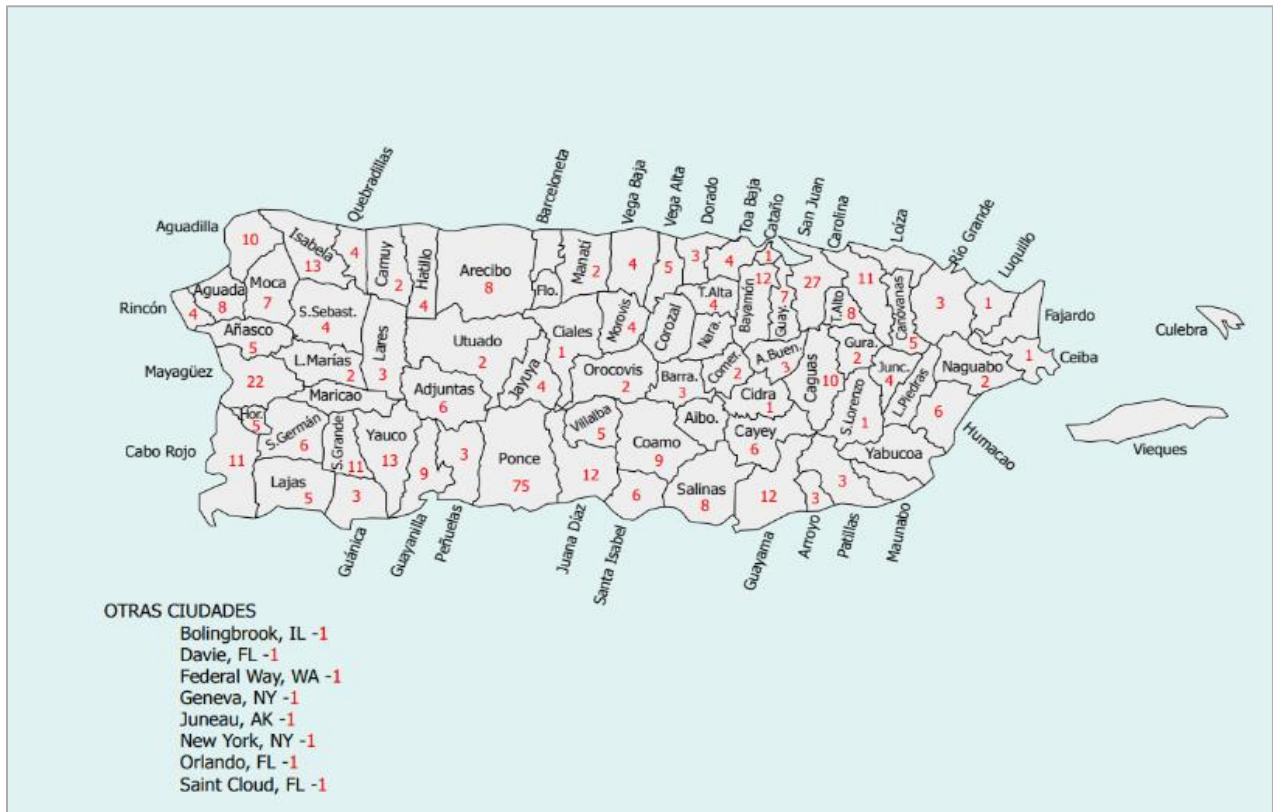 Quebradillas
Barceloneta
Vega Baja
Vega Alta
Dorado
Toa Baja
Cataño
San Juan
Carolina
Loíza
Rio Grande
Luquillo
Aguadilla
10
Isabela
13
4
Camuy
2
Hatillo
4
Arecibo
8
Flo.
Manatí
2
4
5
3
4
1
27
11
Canóvanas
5
3
1
Fajardo
Culebra
Rincón
4
Aguada
8
Moca
7
S.Sebast.
4
T.Alta
4
Bayamón
12
Guay.
7
T.Alto
8
Añasco
5
Lares
3
Utuado
2
Ciales
1
Morovis
4
Corozal
Nara.
Comer.
2
A.Buen.
3
Caguas
10
Gura.
2
Junc.
4
L.Piedras
Naguabo
2
1
Ceiba
Mayagüez
22
L.Marías
2
Maricao
Adjuntas
6
Jayuya
4
Orocovis
2
Barra.
3
Cidra
1
S.Lorenzo
1
6
Humacao
Vieques
Hor.
5
S.Germán
6
S.Grande
11
Yauco
13
9
3
Ponce
75
Villalba
5
Coamo
9
Aibo.
Cayey
6
Yabucoa
Cabo Rojo
11
Lajas
5
3
12
6
Salinas
8
12
3
3
Guánica
Guayanilla
Peñuelas
Juana Diaz
Santa Isabel
Guayama
Arroyo
Patillas
Maunabo
OTRAS CIUDADES
Bolingbrook, IL -1
Davie, FL -1
Federal Way, WA -1
Geneva, NY -1
Juneau, AK -1
New York, NY -1
Orlando, FL -1
Saint Cloud, FL -1